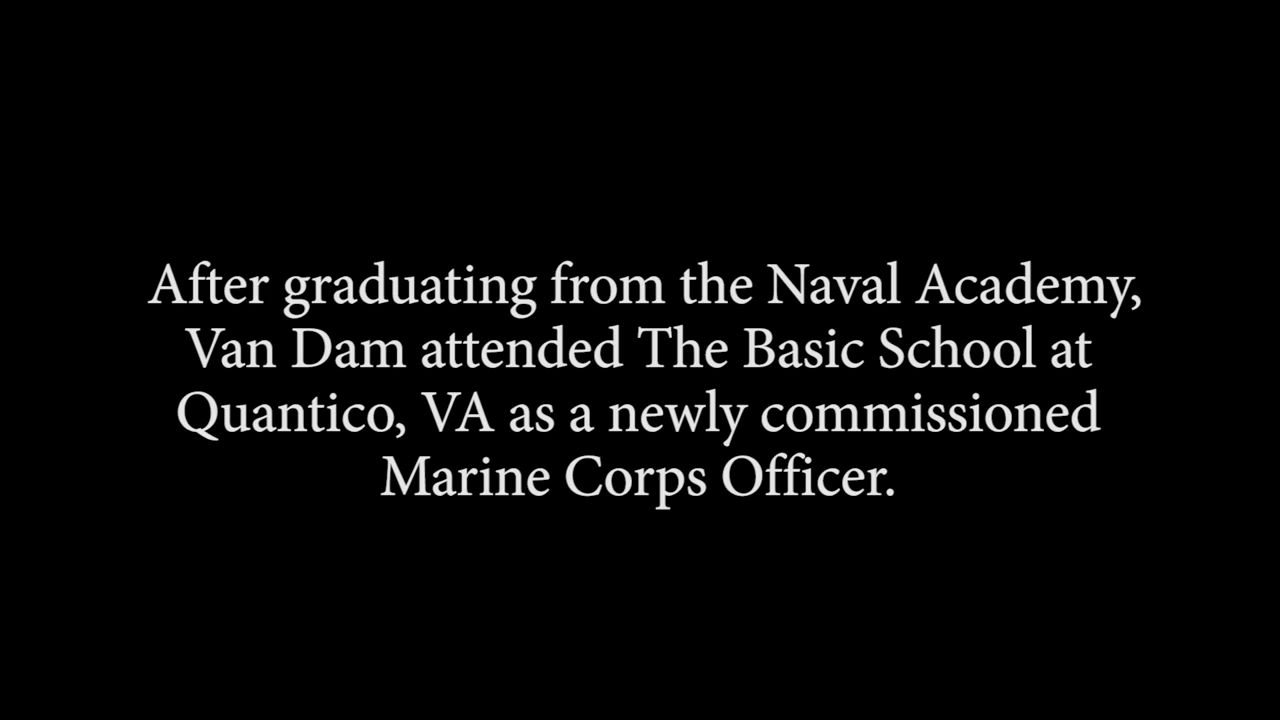 After graduating from the Naval Academy,
Van Dam attended The Basic School at
Quantico, VA as a newly commissioned
Marine Corps Officer.